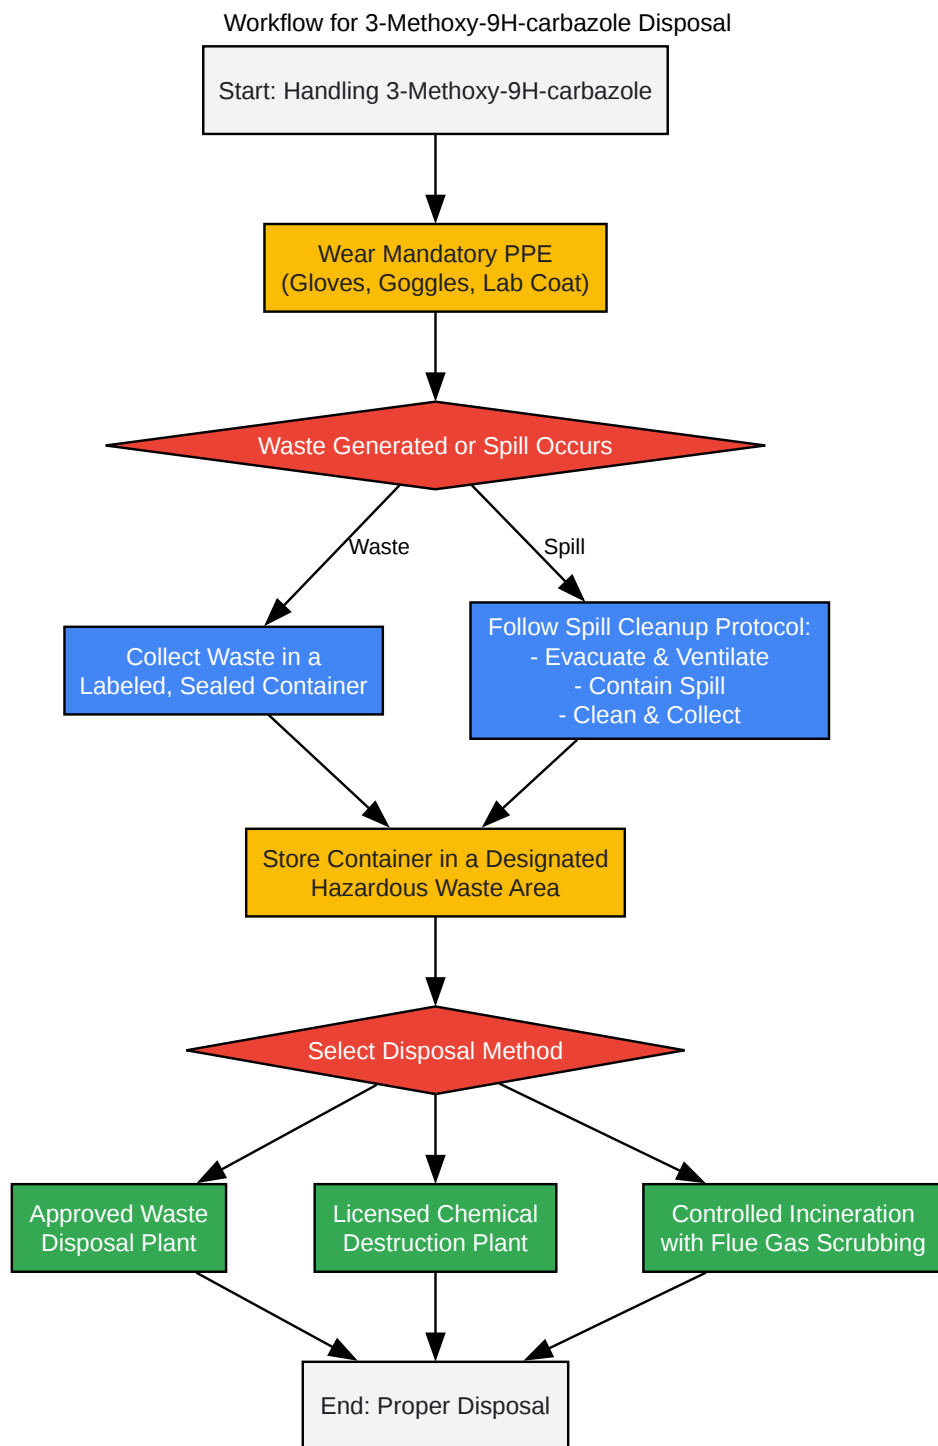 Workflow for 3-Methoxy-9H-carbazole Disposal
Start: Handling 3-Methoxy-9H-carbazole
Wear Mandatory PPE
(Gloves, Goggles, Lab Coat)
Waste Generated or Spill Occurs
Waste
Spill
Collect Waste in a
Labeled, Sealed Container
Follow Spill Cleanup Protocol:
- Evacuate & Ventilate
- Contain Spill
- Clean & Collect
Store Container in a Designated
Hazardous Waste Area
Select Disposal Method
Approved Waste
Disposal Plant
Licensed Chemical
Destruction Plant
Controlled Incineration
with Flue Gas Scrubbing
End: Proper Disposal